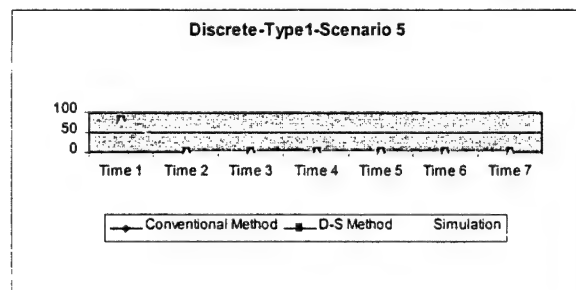 Discrete-Type1-Scenario 5
100
50
0
Time 1 Time 2 Time 3 Time 4 Time 5 Time 6 Time 7
Conventional Method D-S Method Simulation